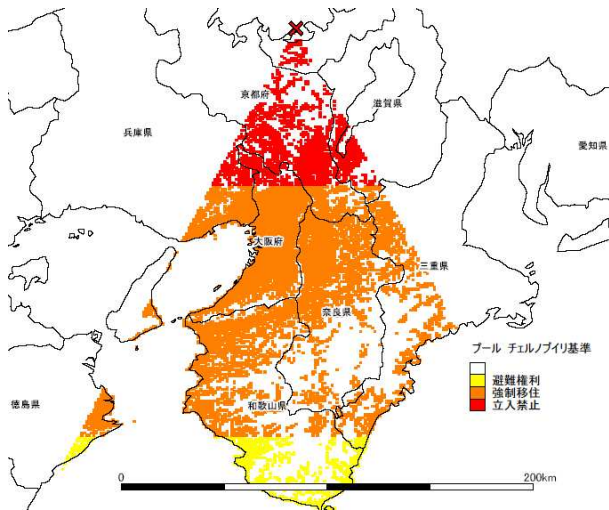 京都府
滋賀県
兵庫県
愛知県
大阪府
三重県
奈良県
プール チェルノブイリ基準
避難権利
強制移住
立入禁止
徳島県
和歌山県
0
200km